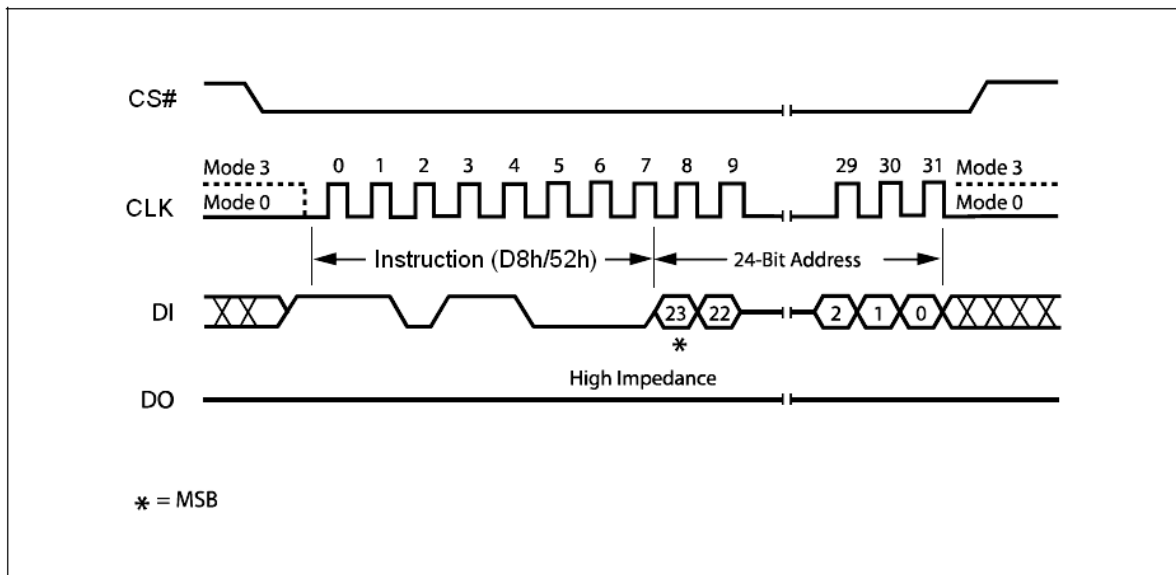 CS#
Mode 3 0 1 2 3 4 5 6 7 8 9 29 30 31 Mode 3
CLK Mode 0 Mode 0
Instruction (D8h/52h) 24-Bit Address
DI 23 22 2 1 0
*
High Impedance
DO
* = MSB